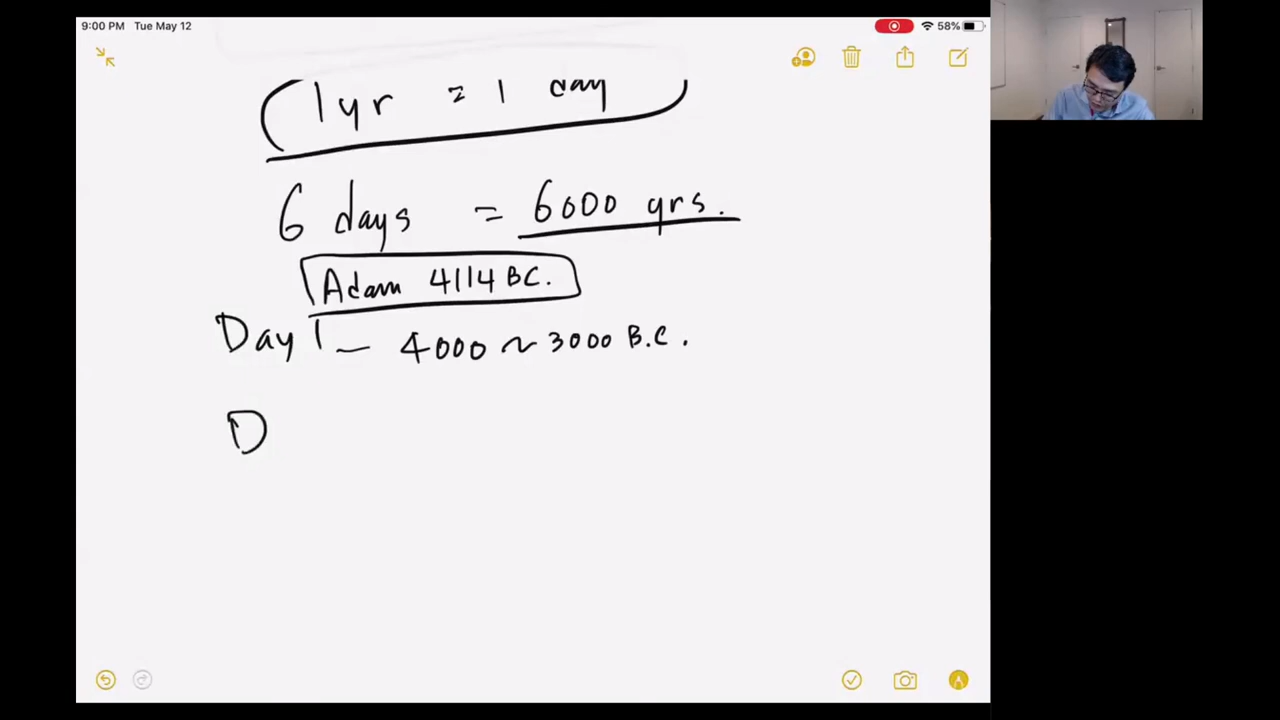 9:00 PM Tue May 12 58%
1 yr = 1 day
6 days = 6000 yrs.
Adam 4114 BC.
Day 1 – 4000 ~ 3000 B.C.
D